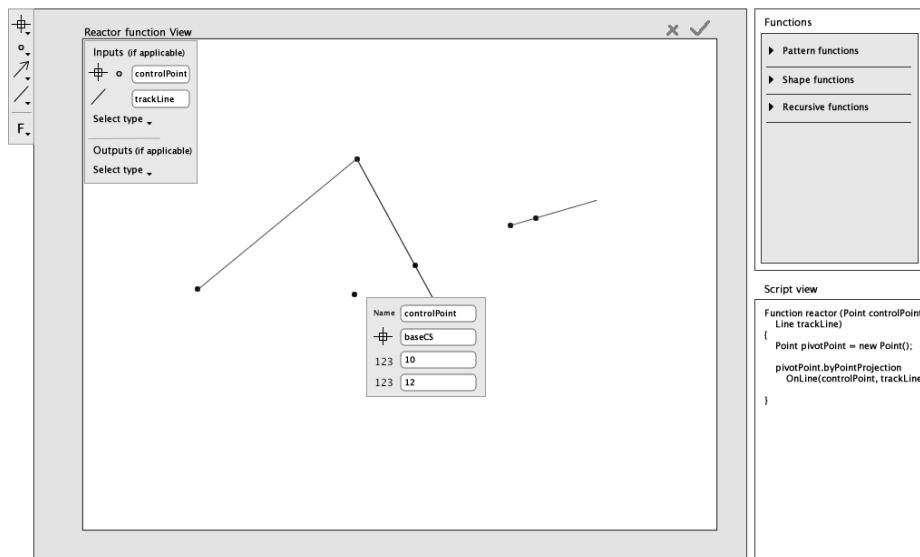 Reactor function View
Inputs (if applicable)
controlPoint
trackLine
Select type
Outputs (if applicable)
Select type
F
Name controlPoint
baseCS
123 10
123 12
Functions
Pattern functions
Shape functions
Recursive functions
Script view
Function reactor (Point controlPoint
Line trackLine)
{
Point pivotPoint = new Point();
pivotPoint.byPointProjection
OnLine(controlPoint, trackLine
}